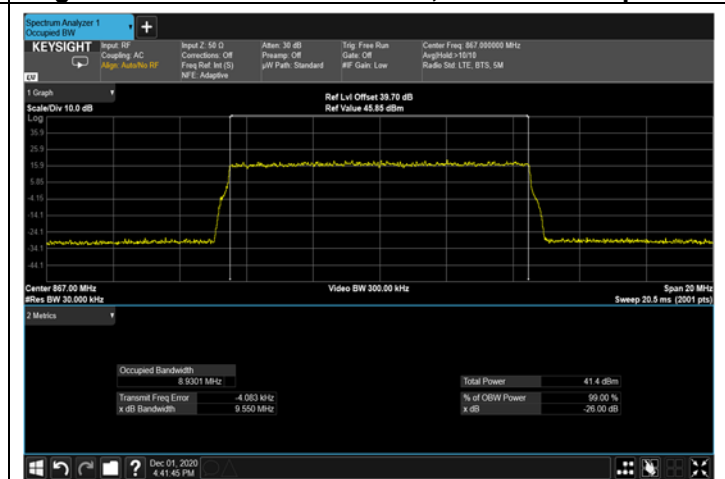 Spectrum Analyzer 1
Occupied BW
+
KEYSIGHT
Input: RF
Coupling: AC
Align: Auto/No RF
Input Z: 50 Ω
Corrections: Off
Freq Ref: Int (S)
NFE: Adaptive
Atten: 30 dB
Preamp: Off
µW Path: Standard
Trig: Free Run
Gate: Off
#IF Gain: Low
Center Freq: 867.000000 MHz
Avg|Hold:>10/10
Radio Std: LTE, BTS, 5M
1 Graph
Scale/Div 10.0 dB
Ref Lvl Offset 39.70 dB
Ref Value 45.85 dBm
Log
35.9
25.9
15.9
5.85
-4.15
-14.1
-24.1
-34.1
-44.1
Center 867.00 MHz
#Res BW 30.000 kHz
Video BW 300.00 kHz
Span 20 MHz
Sweep 20.5 ms (2001 pts)
2 Metrics
Occupied Bandwidth
8.9301 MHz
Transmit Freq Error -4.083 kHz
x dB Bandwidth 9.550 MHz
Total Power 41.4 dBm
% of OBW Power 99.00 %
x dB -26.00 dB
?
Dec 01, 2020
4:41:45 PM